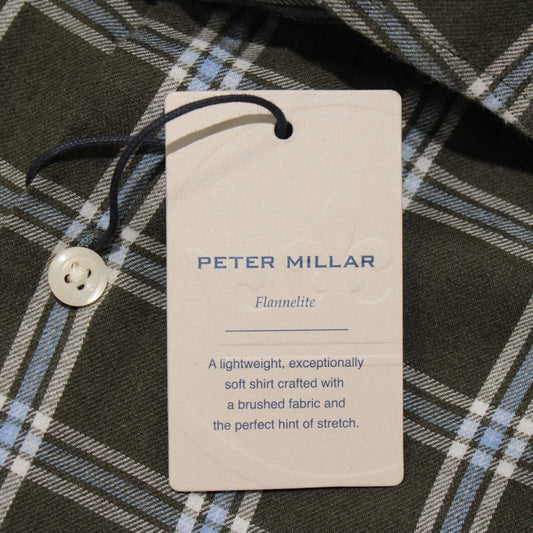 PETER MILLAR
Flannelite
A lightweight, exceptionally
soft shirt crafted with
a brushed fabric and
the perfect hint of stretch.